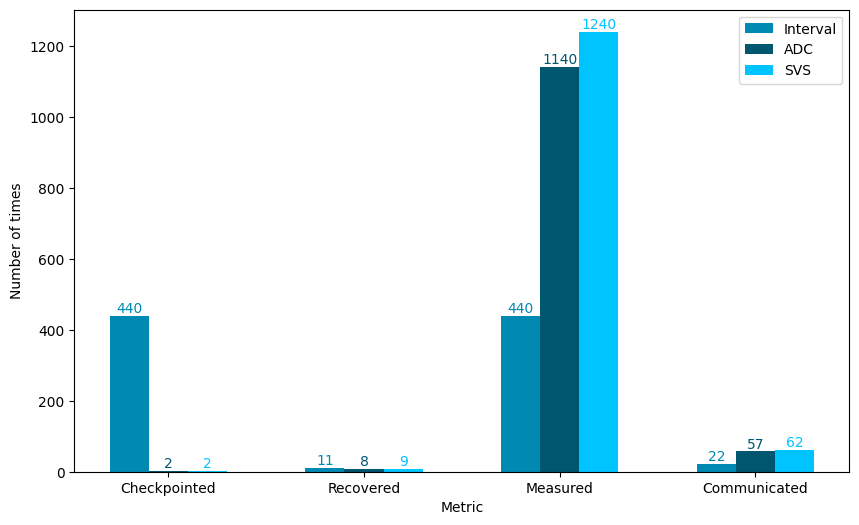 Interval
ADC
SVS
Number of times
1200
1000
800
600
400
200
0
440
2
2
11
8
9
440
1140
1240
22
57
62
Checkpointed
Recovered
Measured
Communicated
Metric